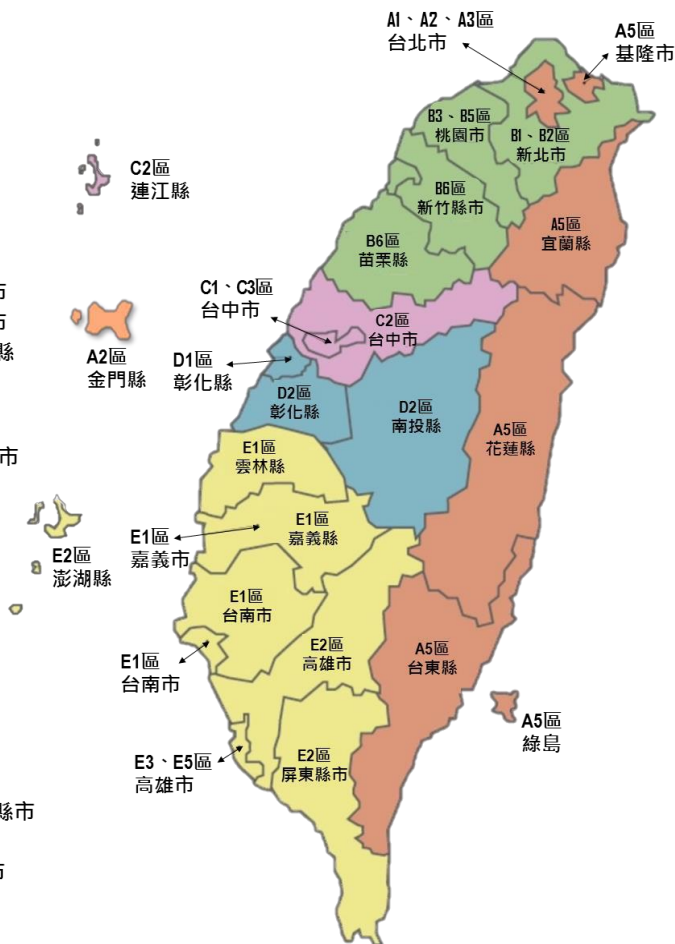 A1、A2、A3區
台北市
A5區
基隆市
B3、B5區
桃園市
B1、B2區
新北市
C2區
連江縣
B6區
新竹縣市
A5區
宜蘭縣
B6區
苗栗縣
C1、C3區
台中市
市
市
縣
C2區
台中市
A2區
金門縣
D1區
彰化縣
D2區
彰化縣
D2區
南投縣
A5區
花蓮縣
E1區
雲林縣
市
E1區
嘉義縣
E1區
嘉義市
E2區
澎湖縣
E1區
台南市
E2區
高雄市
A5區
台東縣
E1區
台南市
A5區
綠島
E3、E5區
高雄市
E2區
屏東縣市
縣市